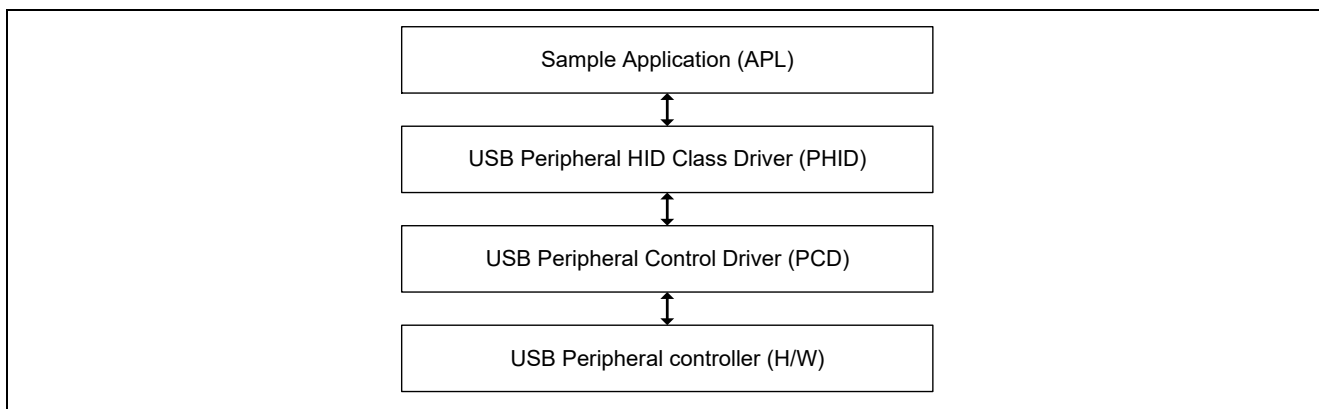 Sample Application (APL)
USB Peripheral HID Class Driver (PHID)
USB Peripheral Control Driver (PCD)
USB Peripheral controller (H/W)